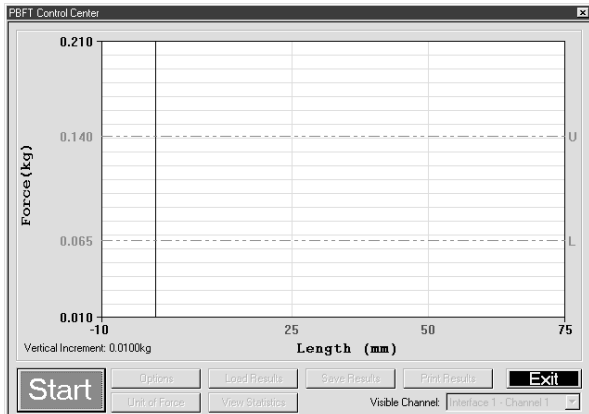 PBFT Control Center
0.210
0.140
U
Force(kg)
0.065
L
0.010
-10
25
50
75
Vertical Increment: 0.0100kg
Length (mm)
Start
Options
Load Results
Save Results
Print Results
Exit
Unit of Force
View Statistics
Visible Channel:
Interface 1 - Channel 1